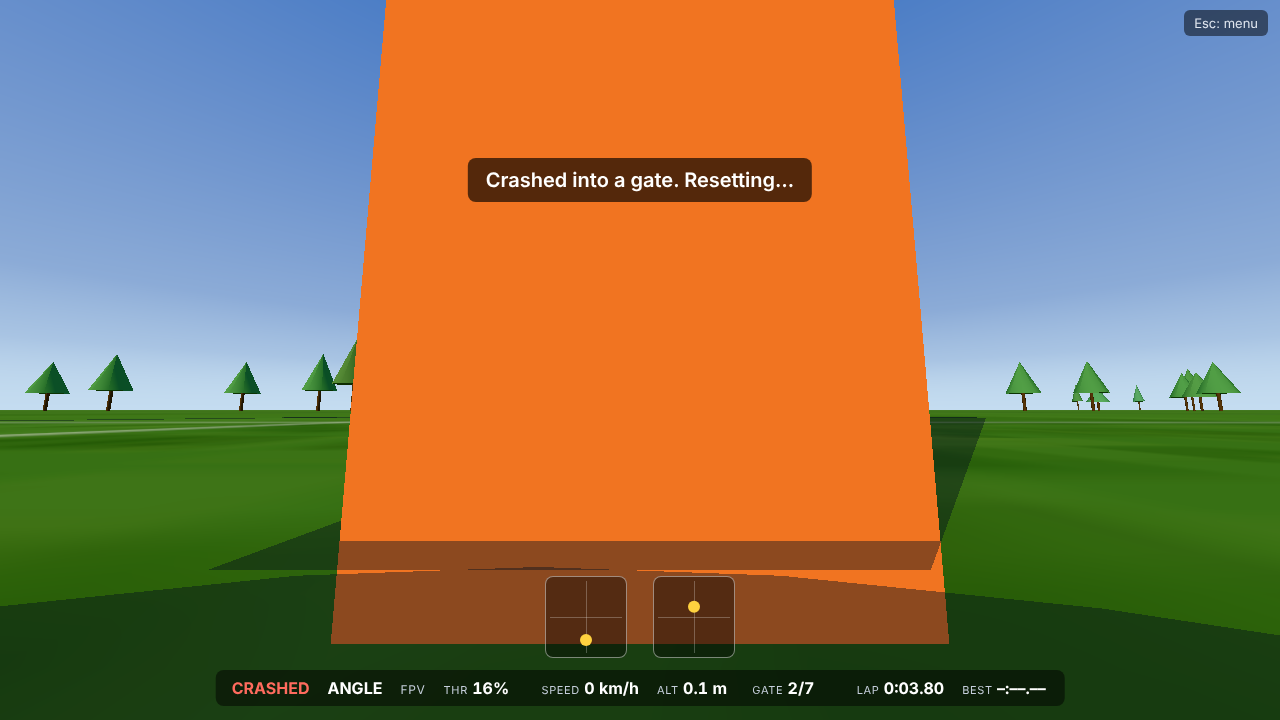 Esc: menu
Crashed into a gate. Resetting...
CRASHED ANGLE FPV THR 16% SPEED 0 km/h ALT 0.1 m GATE 2/7 LAP 0:03.80 BEST –:––.––